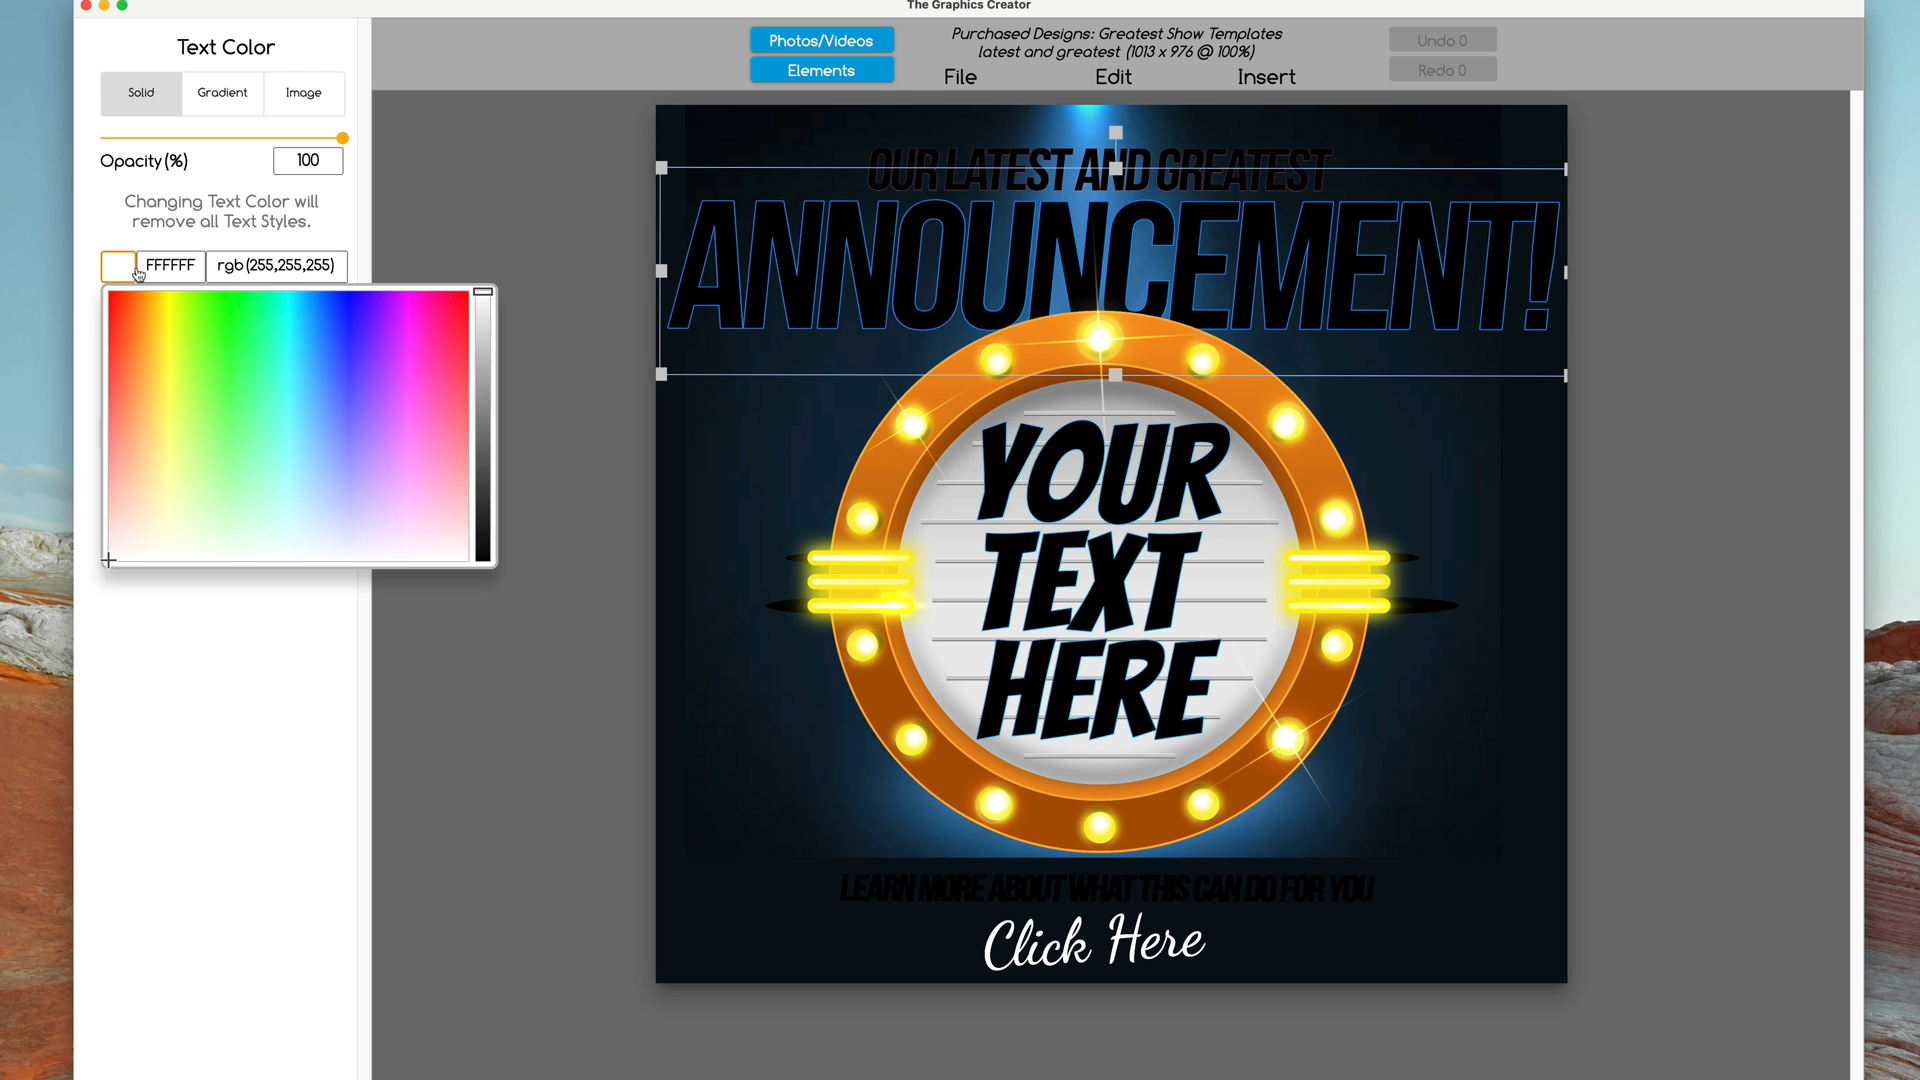 The Graphics Creator
Text Color
Solid
Gradient
Image
Opacity (%)
100
Changing Text Color will
remove all Text Styles.
FFFFFF
rgb(255,255,255)
Photos/Videos
Elements
Purchased Designs: Greatest Show Templates
latest and greatest (1013 x 976 @ 100%)
File
Edit
Insert
Undo 0
Redo 0
OUR LATEST AND GREATEST
ANNOUNCEMENT!
YOUR
TEXT
HERE
LEARN MORE ABOUT WHAT THIS CAN DO FOR YOU
Click Here